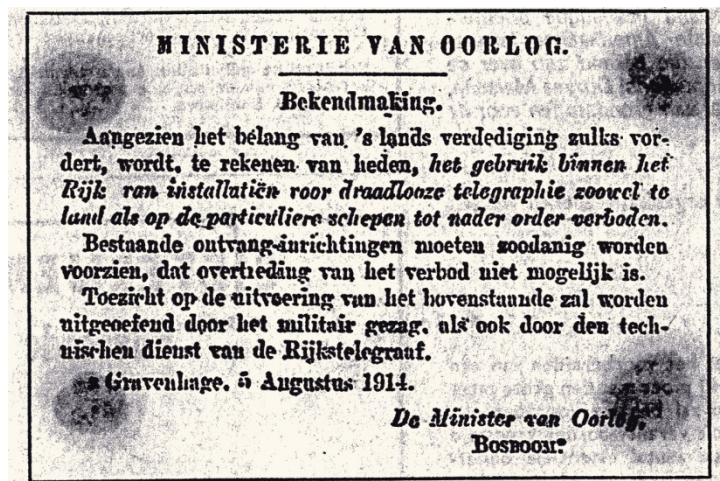 MINISTERIE VAN OORLOG.
Bekendmaking.
Aangezien het belang van 's lands verdediging zulks vor-
dert, wordt, te rekenen van heden, het gebruik binnen het
Rijk van installatiën voor draadlooze telegraphie zoowel te
land als op de particuliere schepen tot nader order verboden.
Bestaande ontvang-inrichtingen moeten zoodanig worden
voorzien, dat overtreding van het verbod niet mogelijk is.
Toezicht op de uitvoering van het bovenstaande zal worden
uitgeoefend door het militair gezag, als ook door den tech-
nischen dienst van de Rijkstelegraaf.
's Gravenhage, 5 Augustus 1914.
De Minister van Oorlog,
BOSBOOM.